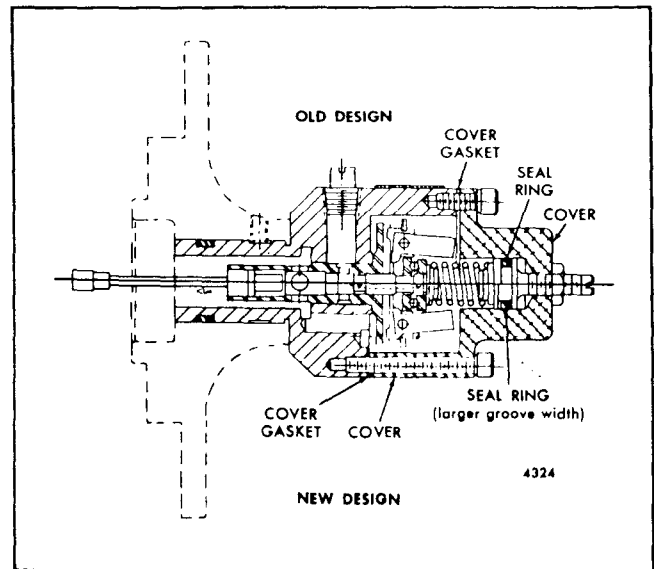 OLD DESIGN
COVER
GASKET
SEAL
RING
COVER
SEAL RING
(larger groove width)
COVER
GASKET
COVER
4324
NEW DESIGN